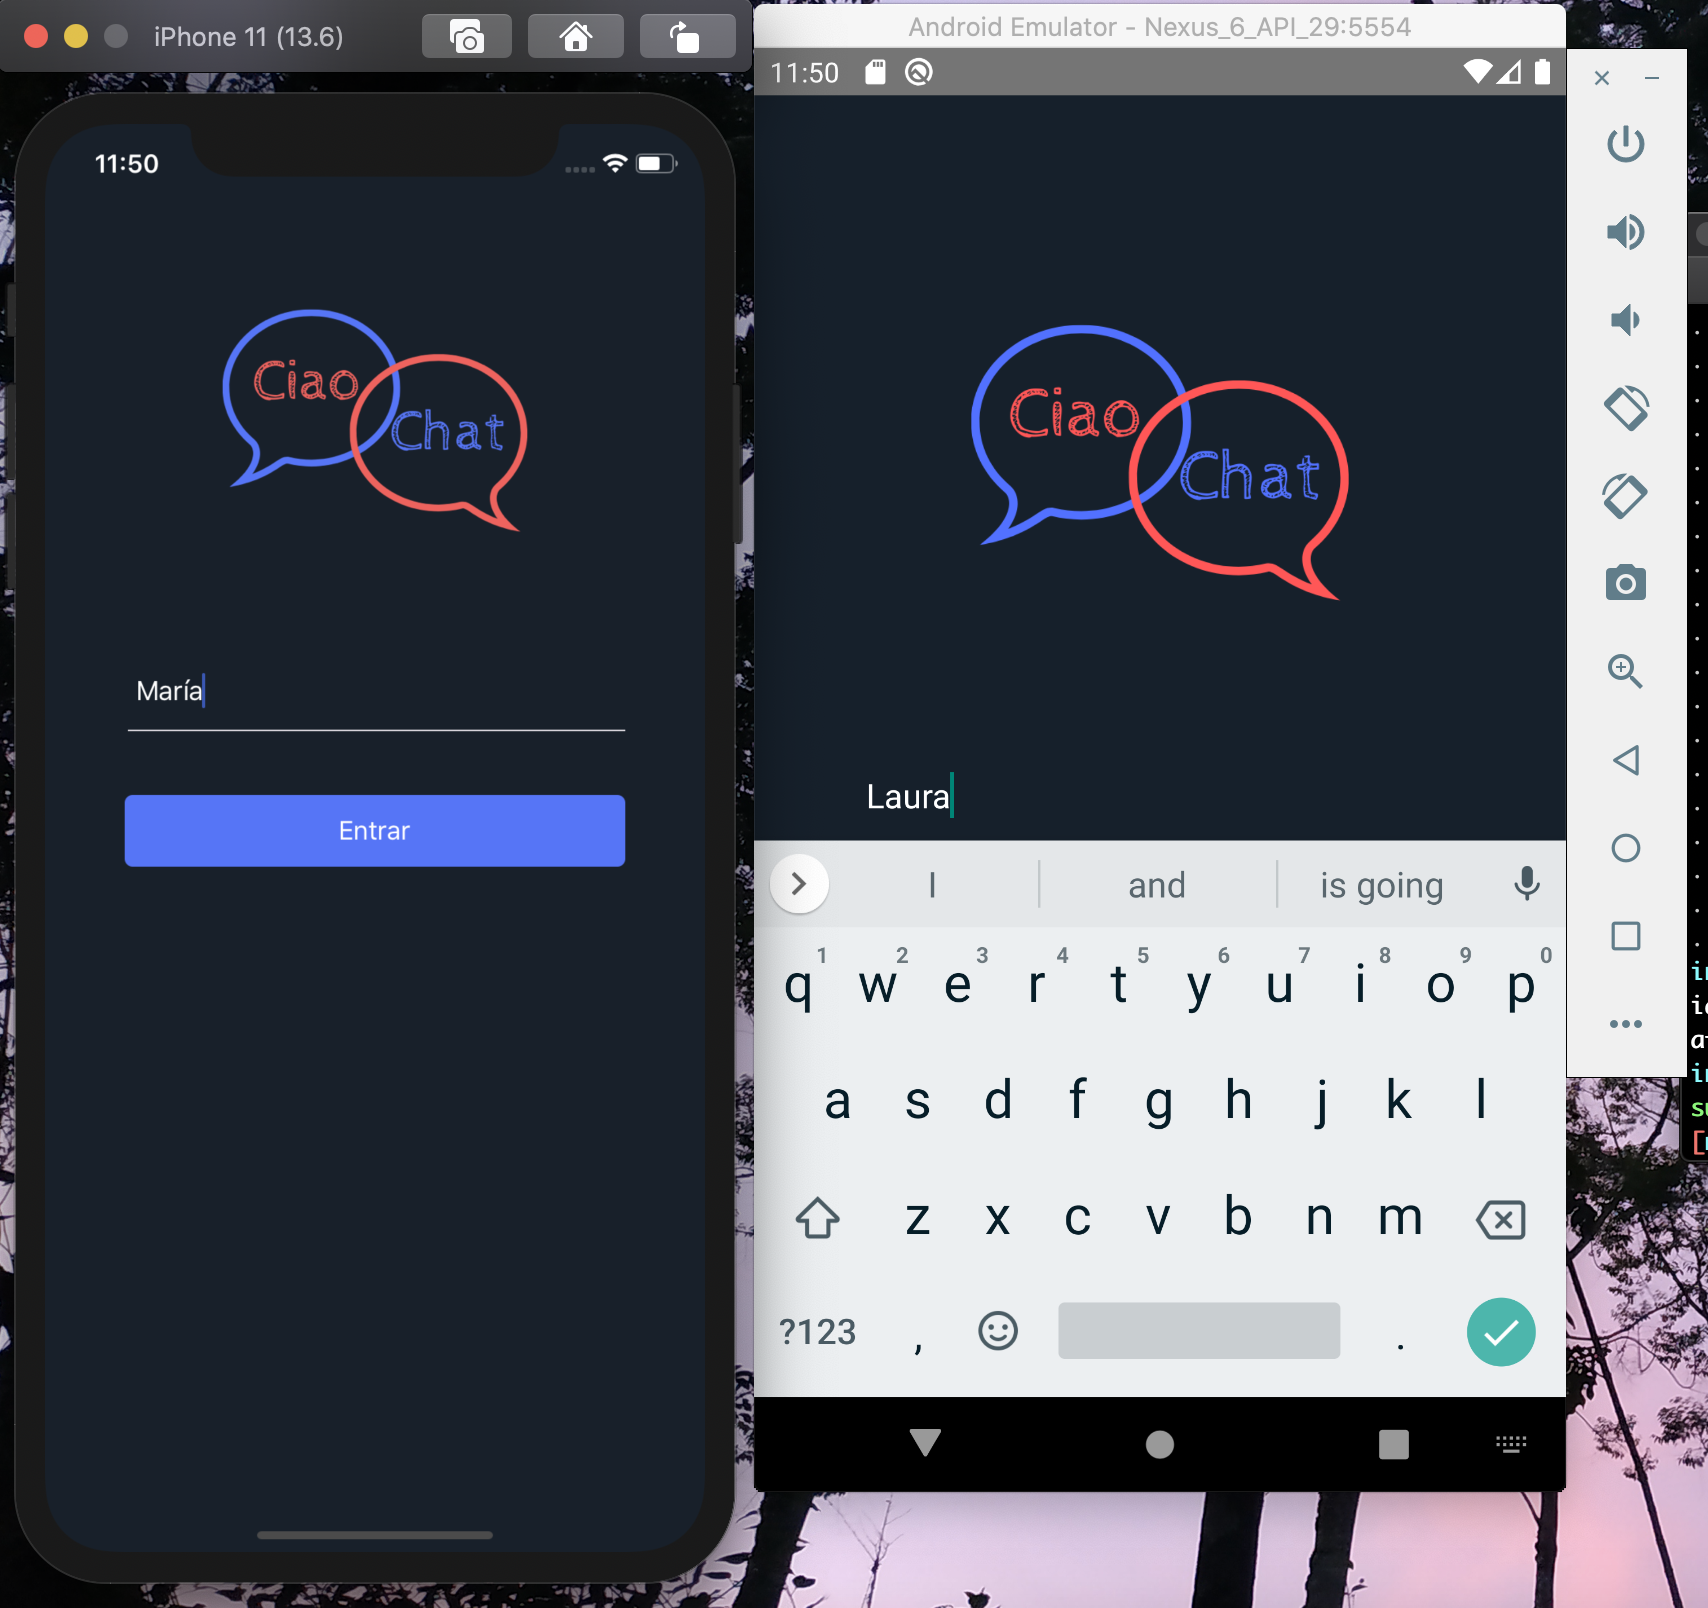 iPhone 11 (13.6)
11:50
Ciao
Chat
María
Entrar
Android Emulator - Nexus_6_API_29:5554
11:50
Ciao
Chat
Laura
I and is going
1 2 3 4 5 6 7 8 9 0
q w e r t y u i o p
a s d f g h j k l
z x c v b n m
?123 , .